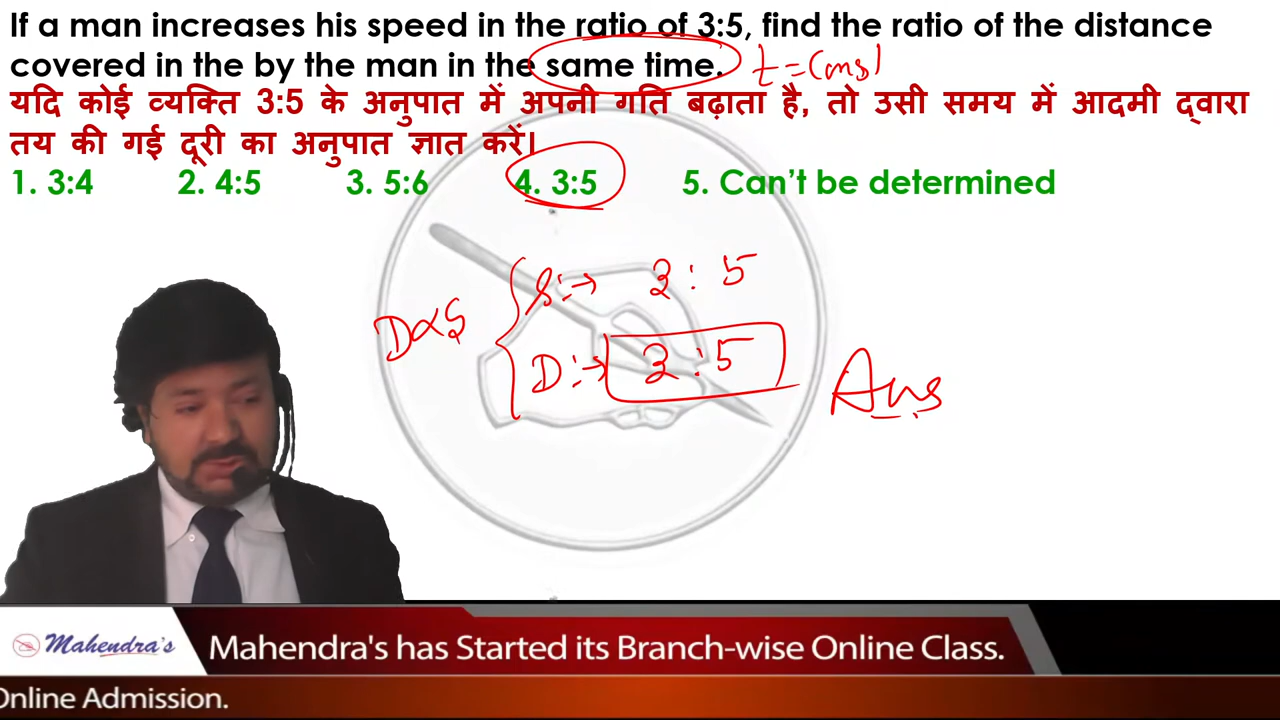 If a man increases his speed in the ratio of 3:5, find the ratio of the distance
covered in the by the man in the same time. t = (cons)
यदि कोई व्यक्ति 3:5 के अनुपात में अपनी गति बढ़ाता है, तो उसी समय में आदमी द्वारा
तय की गई दूरी का अनुपात ज्ञात करें।
1. 3:4 2. 4:5 3. 5:6 4. 3:5 5. Can't be determined
S:→ 3 : 5
D∝S
D:→ 3 : 5
Ans
Mahendra's Mahendra's has Started its Branch-wise Online Class.
Online Admission.